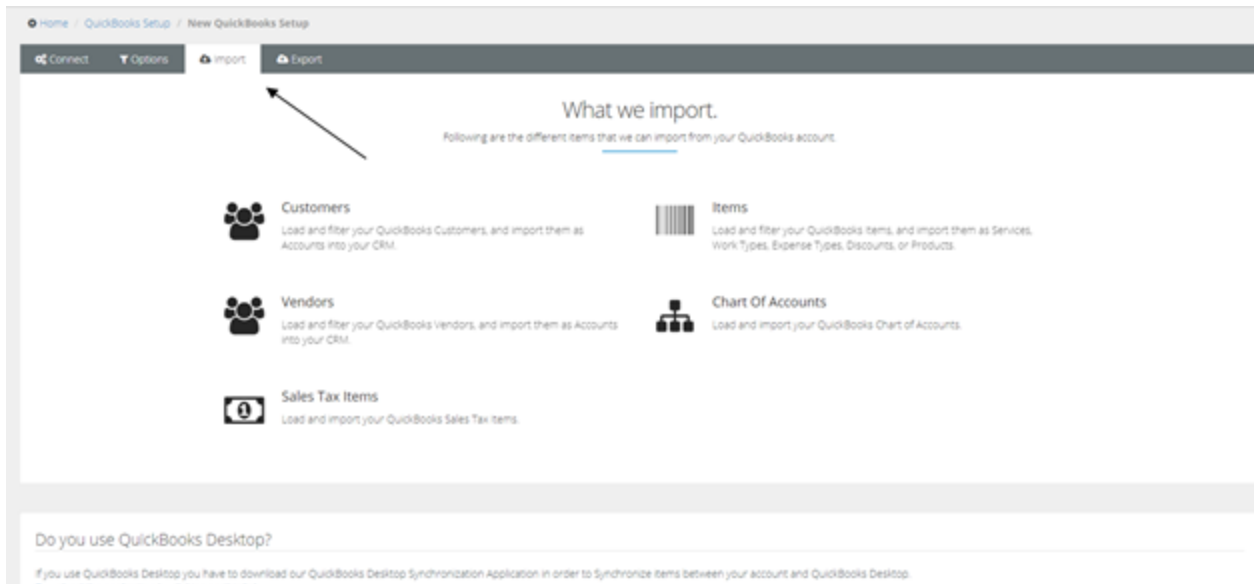 Home / QuickBooks Setup / New QuickBooks Setup
Connect Options Import Export
What we import.
Following are the different items that we can import from your QuickBooks account.
Customers
Load and filter your QuickBooks Customers, and import them as
Accounts into your CRM.
Items
Load and filter your QuickBooks items, and import them as Services,
Work Types, Expense Types, Discounts, or Products.
Vendors
Load and filter your QuickBooks Vendors, and import them as Accounts
into your CRM.
Chart Of Accounts
Load and import your QuickBooks Chart of Accounts.
Sales Tax Items
Load and import your QuickBooks Sales Tax items.
Do you use QuickBooks Desktop?
If you use QuickBooks Desktop you have to download our QuickBooks Desktop Synchronization Application in order to Synchronize items between your account and QuickBooks Desktop.